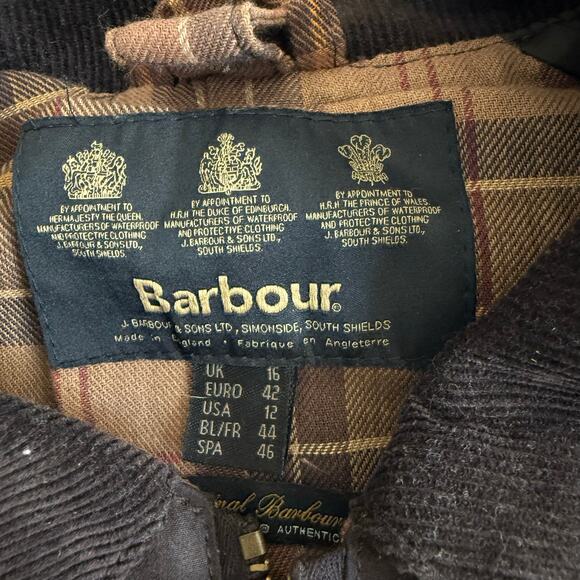 BY APPOINTMENT TO
HER MAJESTY THE QUEEN,
MANUFACTURERS OF WATERPROOF
AND PROTECTIVE CLOTHING
J. BARBOUR & SONS LTD.,
SOUTH SHIELDS.
BY APPOINTMENT TO
H.R.H THE DUKE OF EDINBURGH,
MANUFACTURERS OF WATERPROOF
AND PROTECTIVE CLOTHING
J. BARBOUR & SONS LTD.,
SOUTH SHIELDS.
BY APPOINTMENT TO
H.R.H. THE PRINCE OF WALES,
MANUFACTURERS OF WATERPROOF
AND PROTECTIVE CLOTHING
J. BARBOUR & SONS LTD.,
SOUTH SHIELDS.
Barbour®
J. BARBOUR & SONS LTD, SIMONSIDE, SOUTH SHIELDS
Made in England • Fabrique en Angleterre
UK 16
EURO 42
USA 12
BL/FR 44
SPA 46
Barbour
® AUTHENTIC